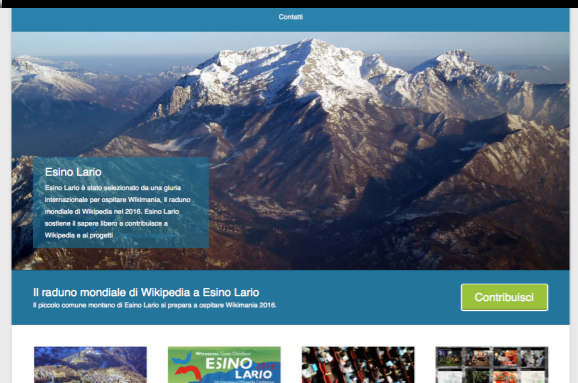 Contatti
Esino Lario
Esino Lario è stato selezionato da una giuria
internazionale per ospitare Wikimania, il raduno
mondiale di Wikipedia nel 2016. Esino Lario
sostiene il sapere libero e contribuisce a
Wikipedia e ai progetti
Il raduno mondiale di Wikipedia a Esino Lario
Il piccolo comune montano di Esino Lario si prepara a ospitare Wikimania 2016.
Contribuisci
ESINO
LARIO